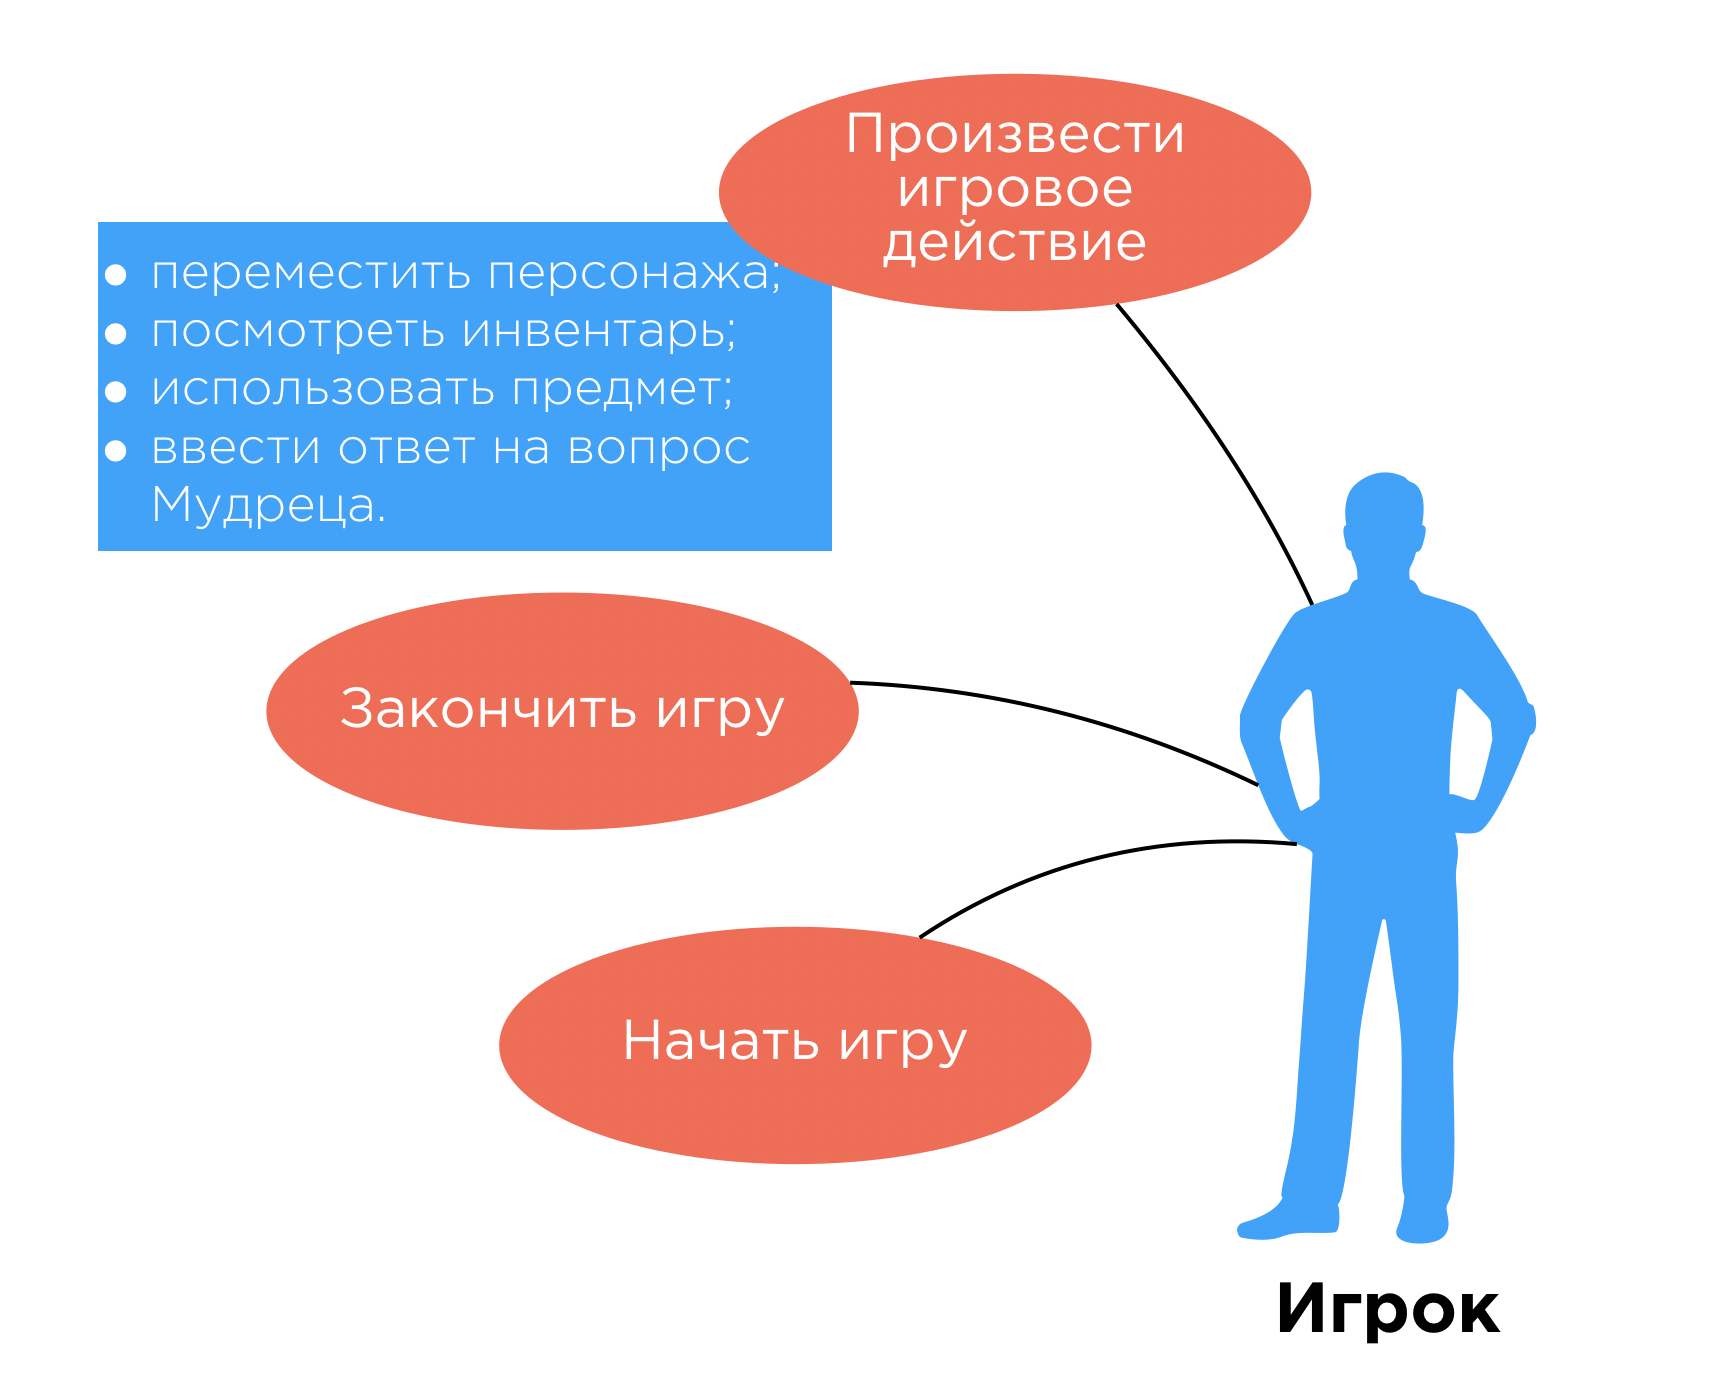 Произвести
игровое
действие
• переместить персонажа;
• посмотреть инвентарь;
• использовать предмет;
• ввести ответ на вопрос
Мудреца.
Закончить игру
Начать игру
Игрок